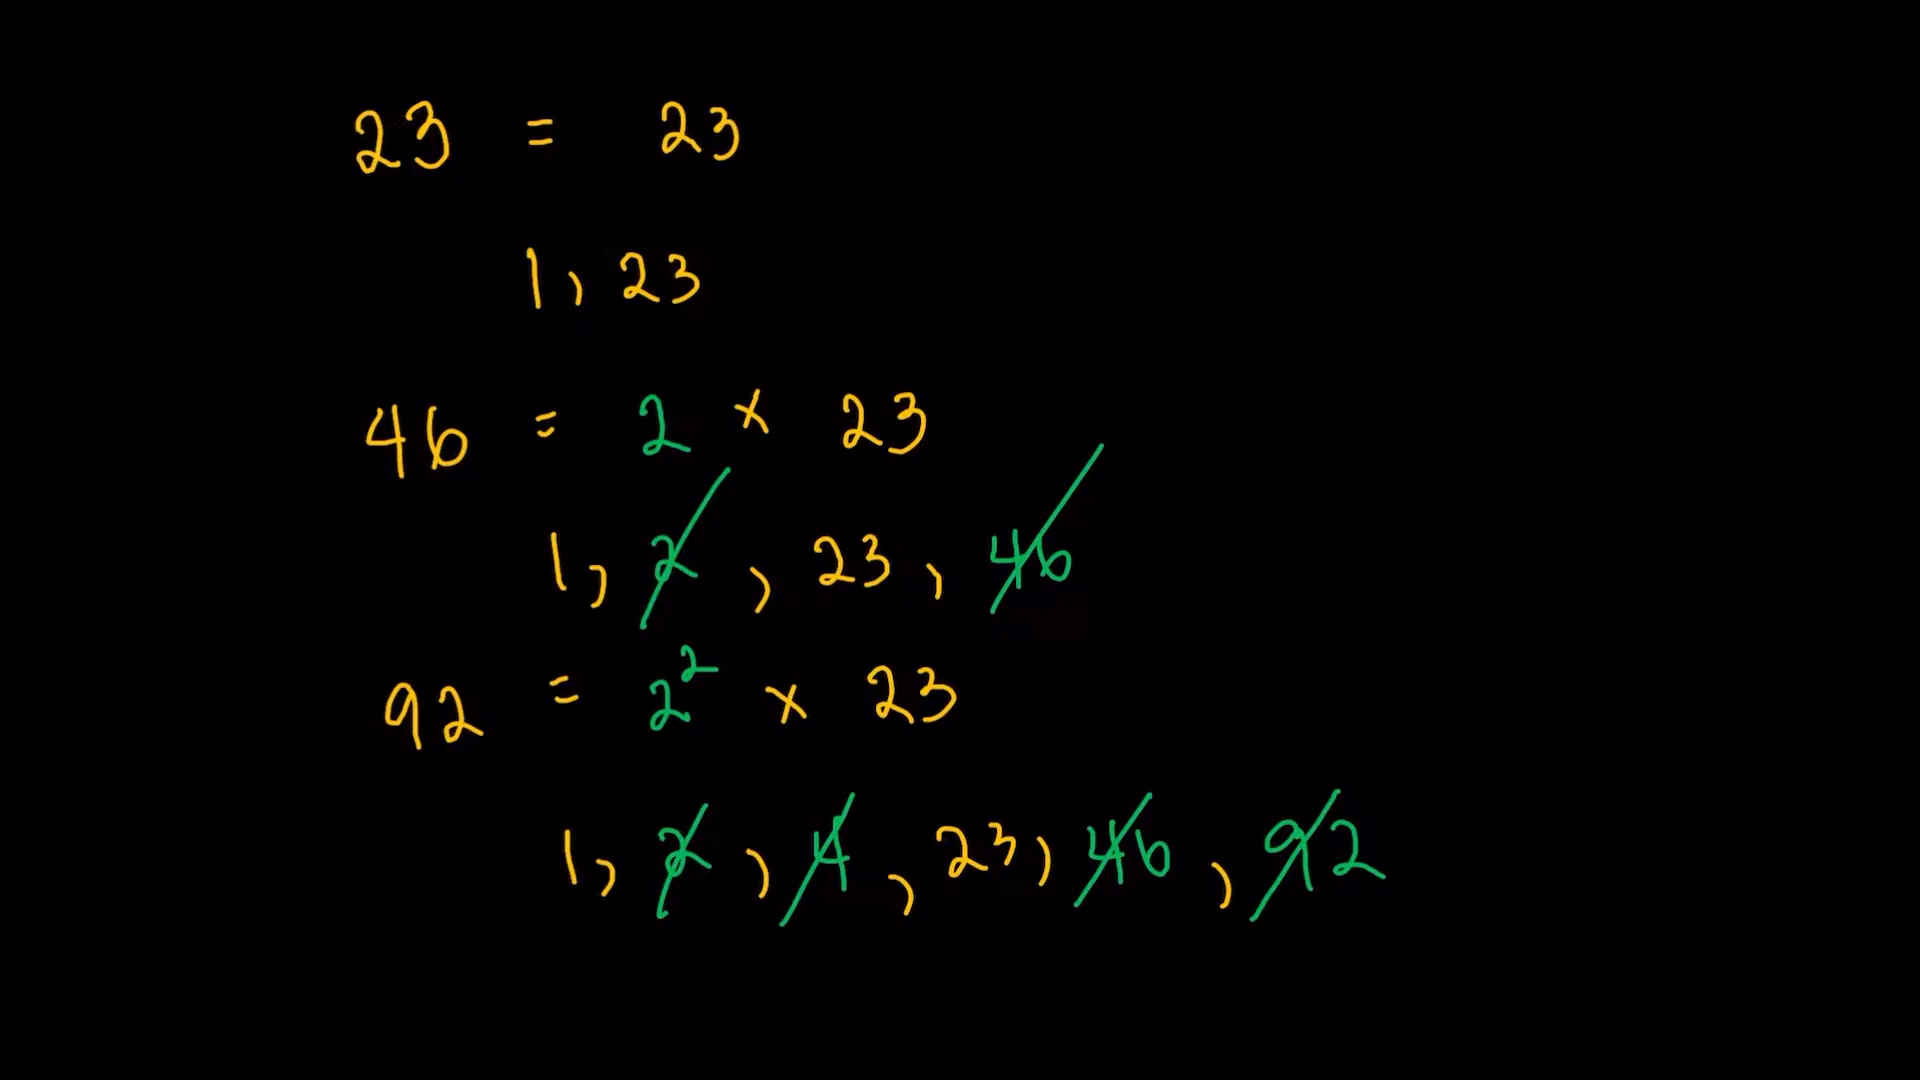 23 = 23
1, 23
46 = 2 × 23
1, 2, 23, 46
92 = 2² × 23
1, 2, 4, 23, 46, 92